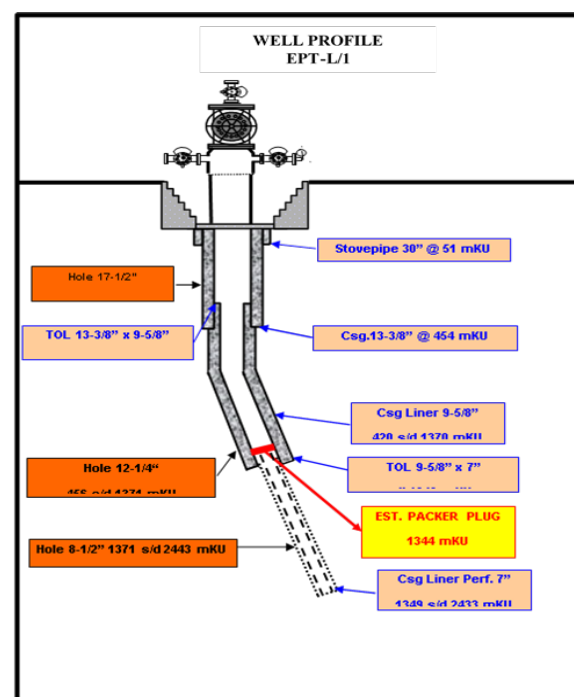 WELL PROFILE
EPT-L/1
Stovepipe 30" @ 51 mKU
Hole 17-1/2"
TOL 13-3/8" x 9-5/8"
Csg.13-3/8" @ 454 mKU
Csg Liner 9-5/8"
420 s/d 1370 mKU
Hole 12-1/4"
TOL 9-5/8" x 7"
EST. PACKER PLUG
1344 mKU
Hole 8-1/2" 1371 s/d 2443 mKU
Csg Liner Perf. 7"
1349 s/d 2433 mKU